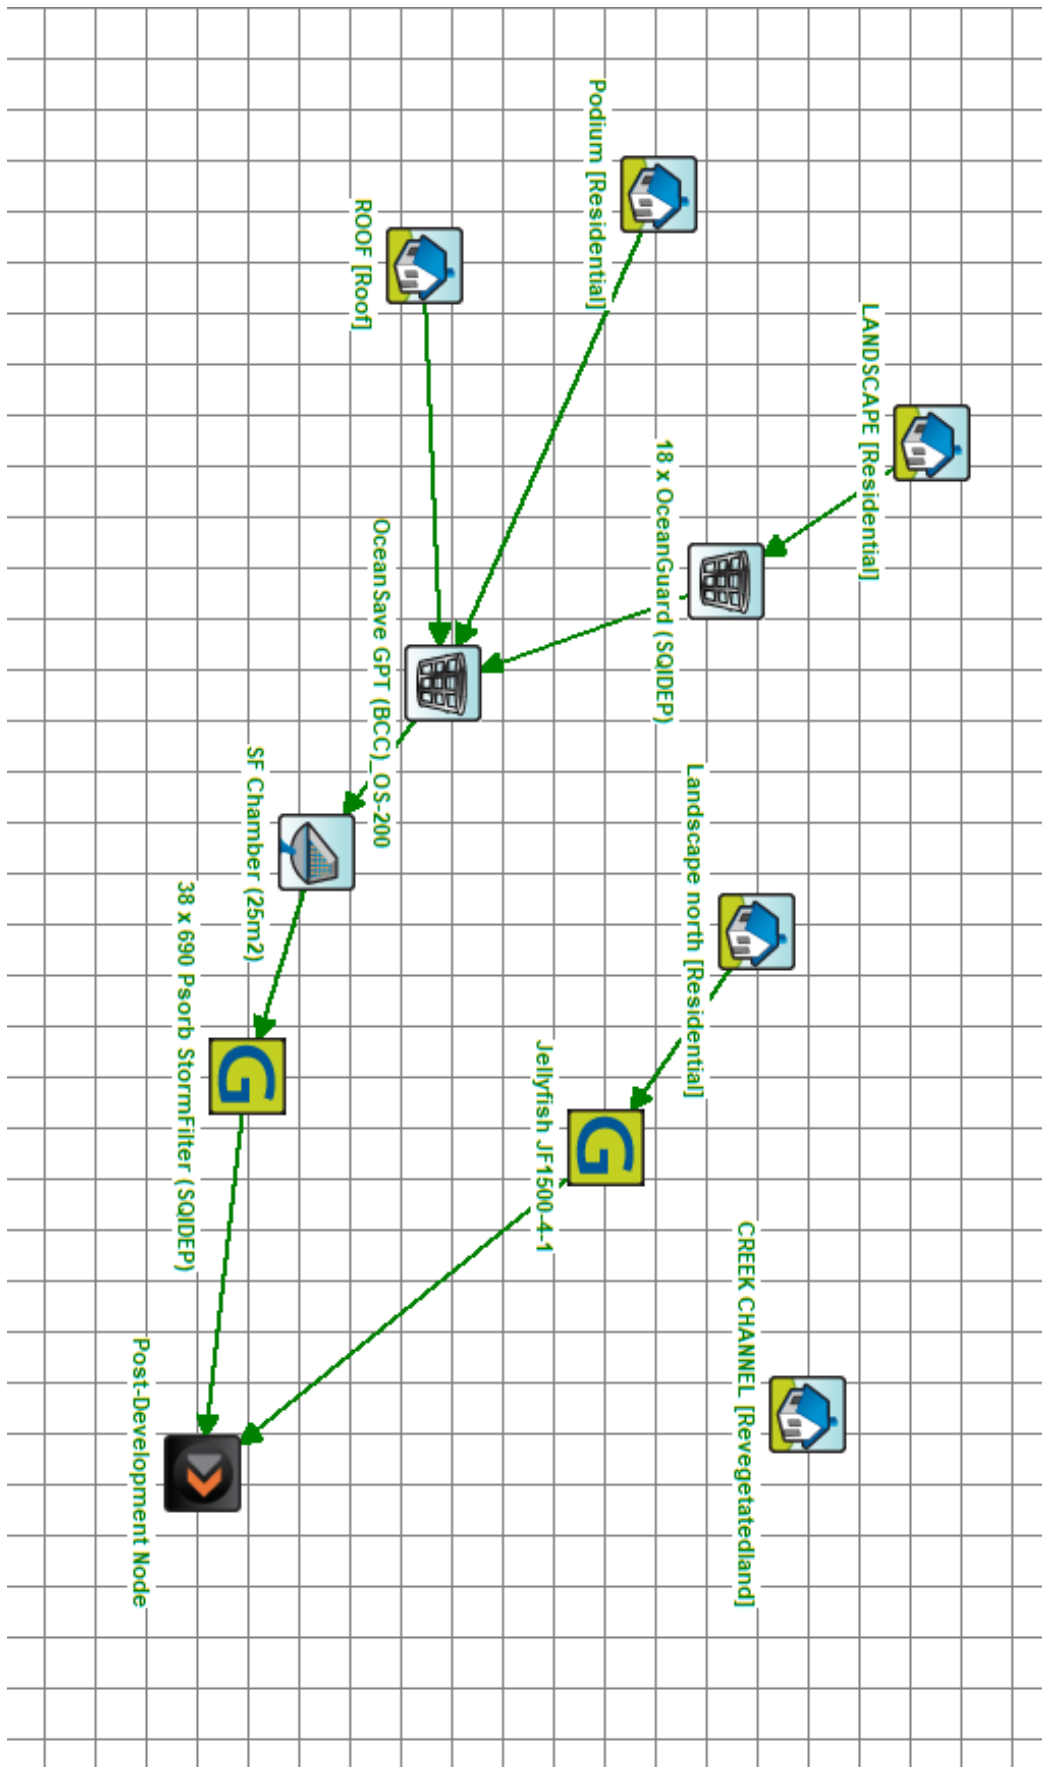 LANDSCAPE [Residential]
Podium [Residential]
18 x OceanGuard (SQIDEP)
ROOF [Roof]
OceanSave GPT (BCC)_OS-200
Landscape north [Residential]
SF Chamber (25m2)
38 x 690 Psorb StormFilter (SQIDEP)
Jellyfish JF1500-4-1
CREEK CHANNEL [Revegetatedland]
Post-Development Node
G
G